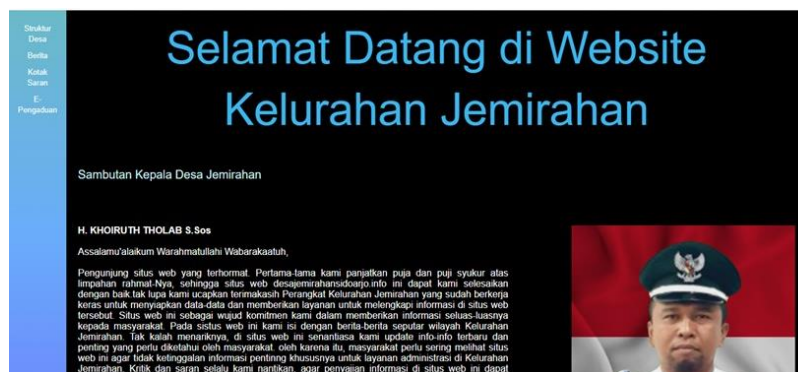 Struktur
Desa
Berita
Kotak
Saran
E-
Pengaduan
Selamat Datang di Website
Kelurahan Jemirahan
Sambutan Kepala Desa Jemirahan
H. KHOIRUTH THOLAB S.Sos
Assalamu'alaikum Warahmatullahi Wabarakaatuh,
Pengunjung situs web yang terhormat. Pertama-tama kami panjatkan puja dan puji syukur atas
limpahan rahmat-Nya, sehingga situs web desajemirahansidoarjo.info ini dapat kami selesaikan
dengan baik tak lupa kami ucapkan terimakasih Perangkat Kelurahan Jemirahan yang sudah berkerja
keras untuk menyiapkan data-data dan memberikan layanan untuk melengkapi informasi di situs web
tersebut. Situs web ini sebagai wujud komitmen kami dalam memberikan informasi seluas-luasnya
kepada masyarakat. Pada sistus web ini kami isi dengan berita-berita seputar wilayah Kelurahan
Jemirahan. Tak kalah menariknya, di situs web ini senantiasa kami update info-info terbaru dan
penting yang perlu diketahui oleh masyarakat. oleh karena itu, masyarakat perlu sering melihat situs
web ini agar tidak ketinggalan informasi pentinng khususnya untuk layanan administrasi di Kelurahan
Jemirahan. Kritik dan saran selalu kami nantikan, agar penyajian informasi di situs web ini dapat